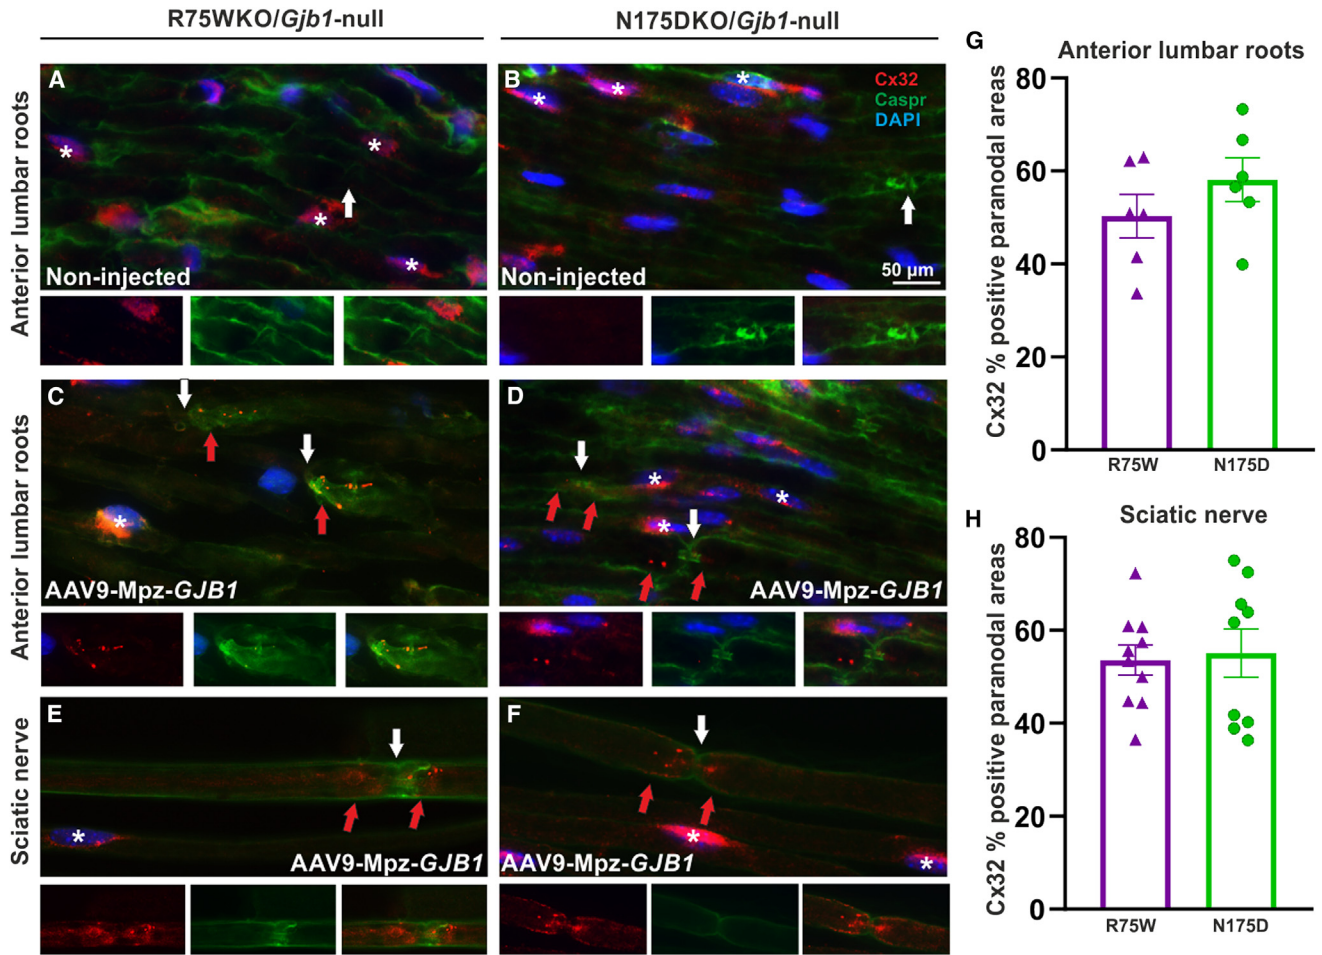 R75WKO/Gjb1-null
N175DKO/Gjb1-null
Anterior lumbar roots
A
*
*
*
*
Non-injected
B
*
*
*
Cx32
Caspr
DAPI
Non-injected
50 µm
Anterior lumbar roots
C
*
AAV9-Mpz-GJB1
D
*
*
*
AAV9-Mpz-GJB1
Sciatic nerve
E
*
AAV9-Mpz-GJB1
F
*
*
AAV9-Mpz-GJB1
G
Anterior lumbar roots
Cx32 % positive paranodal areas
80
60
40
20
0
R75W
N175D
H
Sciatic nerve
Cx32 % positive paranodal areas
80
60
40
20
0
R75W
N175D